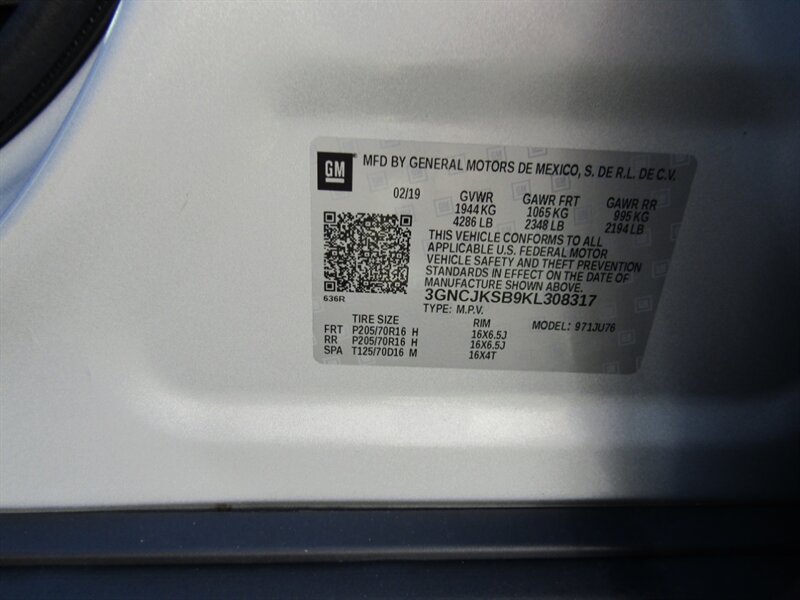 GM MFD BY GENERAL MOTORS DE MEXICO, S. DE R.L. DE C.V.
02/19 GVWR GAWR FRT GAWR RR
1944 KG 1065 KG 995 KG
4286 LB 2348 LB 2194 LB
THIS VEHICLE CONFORMS TO ALL
APPLICABLE U.S. FEDERAL MOTOR
VEHICLE SAFETY AND THEFT PREVENTION
STANDARDS IN EFFECT ON THE DATE OF
MANUFACTURE SHOWN ABOVE.
636R 3GNCJKSB9KL308317
TYPE: M.P.V.
TIRE SIZE RIM MODEL: 971JU76
FRT P205/70R16 H 16X6.5J
RR P205/70R16 H 16X6.5J
SPA T125/70D16 M 16X4T